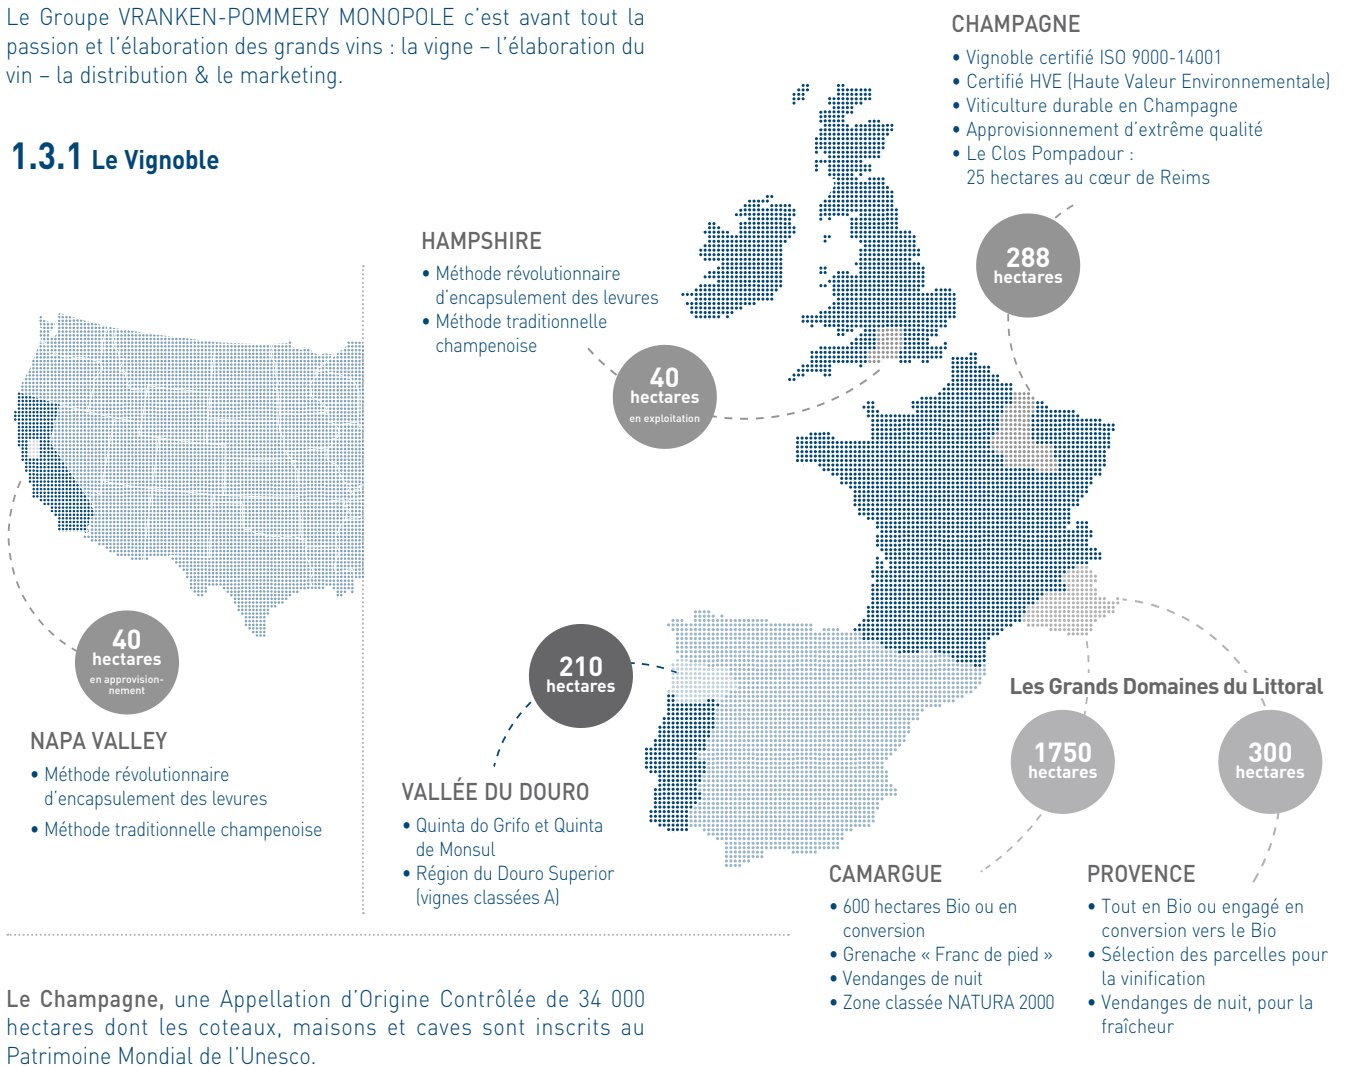 Le Groupe VRANKEN-POMMERY MONOPOLE c'est avant tout la
passion et l'élaboration des grands vins : la vigne – l'élaboration du
vin – la distribution & le marketing.
1.3.1 Le Vignoble
CHAMPAGNE
• Vignoble certifié ISO 9000-14001
• Certifié HVE (Haute Valeur Environnementale)
• Viticulture durable en Champagne
• Approvisionnement d'extrême qualité
• Le Clos Pompadour :
25 hectares au cœur de Reims
288
hectares
HAMPSHIRE
• Méthode révolutionnaire
d'encapsulement des levures
• Méthode traditionnelle
champenoise
40
hectares
en exploitation
40
hectares
en approvision-
nement
NAPA VALLEY
• Méthode révolutionnaire
d'encapsulement des levures
• Méthode traditionnelle champenoise
210
hectares
VALLÉE DU DOURO
• Quinta do Grifo et Quinta
de Monsul
• Région du Douro Superior
(vignes classées A)
Les Grands Domaines du Littoral
1750
hectares
300
hectares
CAMARGUE
• 600 hectares Bio ou en
conversion
• Grenache « Franc de pied »
• Vendanges de nuit
• Zone classée NATURA 2000
PROVENCE
• Tout en Bio ou engagé en
conversion vers le Bio
• Sélection des parcelles pour
la vinification
• Vendanges de nuit, pour la
fraîcheur
Le Champagne, une Appellation d'Origine Contrôlée de 34 000
hectares dont les coteaux, maisons et caves sont inscrits au
Patrimoine Mondial de l'Unesco.